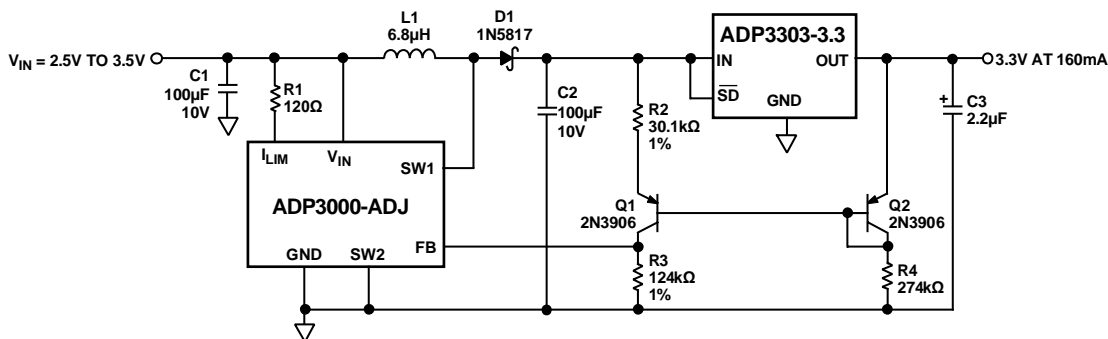 L1
6.8µH
D1
1N5817
ADP3303-3.3
V_IN = 2.5V TO 3.5V
IN
OUT
3.3V AT 160mA
C1
100µF
10V
R1
120Ω
C2
100µF
10V
R2
30.1kΩ
1%
SD
GND
+
C3
2.2µF
I_LIM
V_IN
SW1
ADP3000-ADJ
Q1
2N3906
Q2
2N3906
GND
SW2
FB
R3
124kΩ
1%
R4
274kΩ